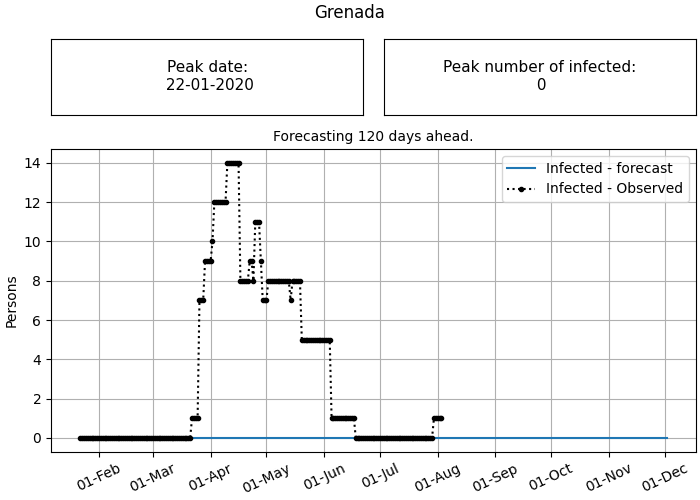 Grenada
Peak date:
22-01-2020
Peak number of infected:
0
Forecasting 120 days ahead.
Infected - forecast
Infected - Observed
Persons
14
12
10
8
6
4
2
0
01-Feb
01-Mar
01-Apr
01-May
01-Jun
01-Jul
01-Aug
01-Sep
01-Oct
01-Nov
01-Dec